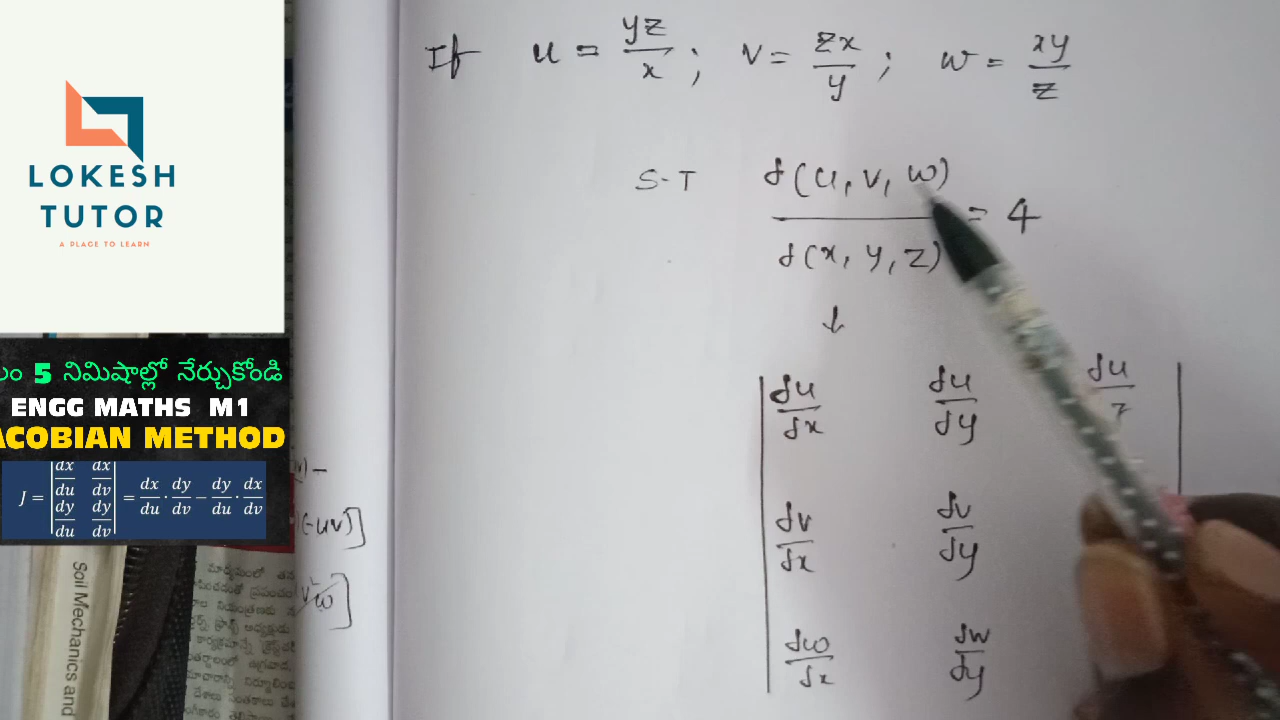 LOKESH
TUTOR
A PLACE TO LEARN
5 నిమిషాల్లో నేర్చుకోండి
ENGG MATHS M1
ACOBIAN METHOD
J = |dx/du dx/dv; dy/du dy/dv| = dx/du · dy/dv − dy/du · dx/dv
Soil Mechanics and
If u = yz/x ; v = zx/y ; w = xy/z
S-T ∂(u, v, w)/∂(x, y, z) = 4
↓
∂u/∂x ∂u/∂y ∂u/z
∂v/∂x ∂v/∂y
∂w/∂x ∂w/∂y